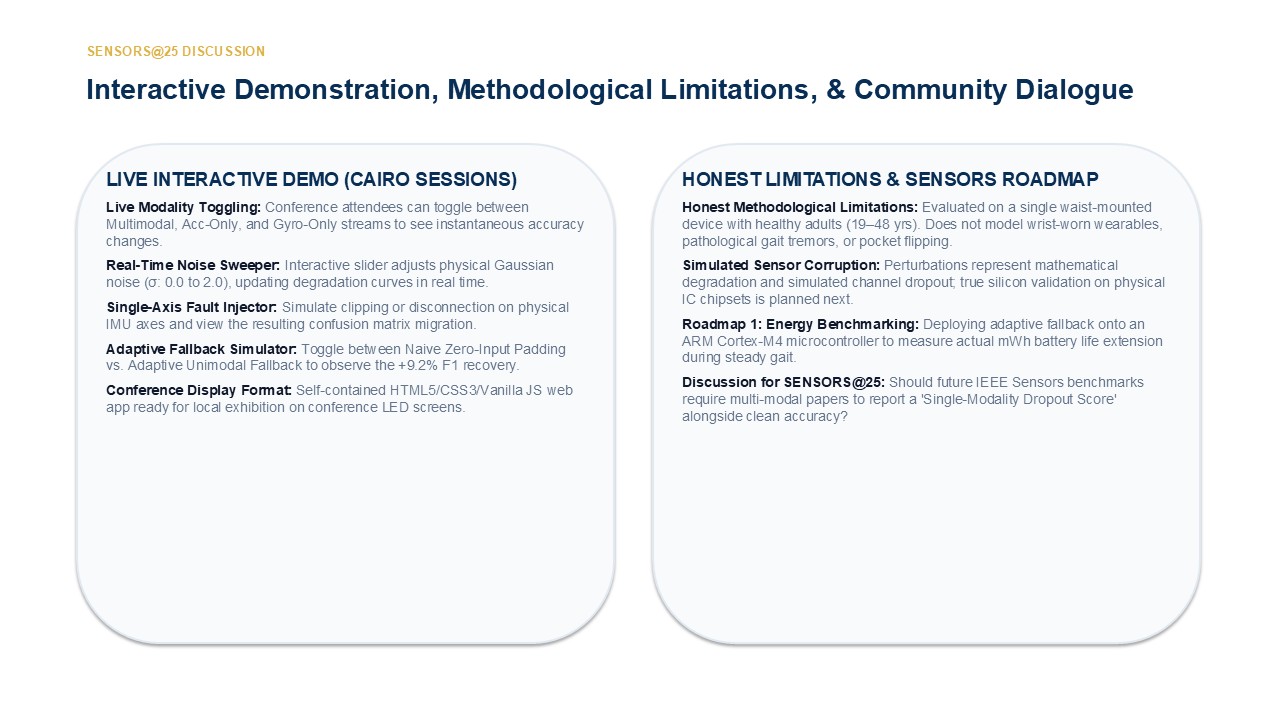 SENSORS@25 DISCUSSION
Interactive Demonstration, Methodological Limitations, & Community Dialogue
LIVE INTERACTIVE DEMO (CAIRO SESSIONS)
Live Modality Toggling: Conference attendees can toggle between
Multimodal, Acc-Only, and Gyro-Only streams to see instantaneous accuracy
changes.
Real-Time Noise Sweeper: Interactive slider adjusts physical Gaussian
noise (σ: 0.0 to 2.0), updating degradation curves in real time.
Single-Axis Fault Injector: Simulate clipping or disconnection on physical
IMU axes and view the resulting confusion matrix migration.
Adaptive Fallback Simulator: Toggle between Naive Zero-Input Padding
vs. Adaptive Unimodal Fallback to observe the +9.2% F1 recovery.
Conference Display Format: Self-contained HTML5/CSS3/Vanilla JS web
app ready for local exhibition on conference LED screens.
HONEST LIMITATIONS & SENSORS ROADMAP
Honest Methodological Limitations: Evaluated on a single waist-mounted
device with healthy adults (19–48 yrs). Does not model wrist-worn wearables,
pathological gait tremors, or pocket flipping.
Simulated Sensor Corruption: Perturbations represent mathematical
degradation and simulated channel dropout; true silicon validation on physical
IC chipsets is planned next.
Roadmap 1: Energy Benchmarking: Deploying adaptive fallback onto an
ARM Cortex-M4 microcontroller to measure actual mWh battery life extension
during steady gait.
Discussion for SENSORS@25: Should future IEEE Sensors benchmarks
require multi-modal papers to report a 'Single-Modality Dropout Score'
alongside clean accuracy?